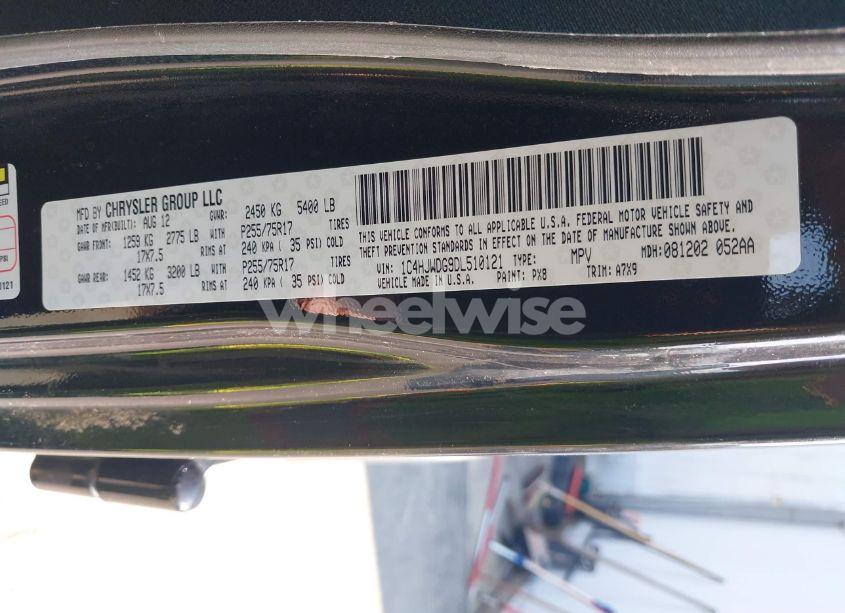 EED
PSI
0121
MFD BY CHRYSLER GROUP LLC
DATE OF MFR(BUILT): AUG 12 GVWR: 2450 KG 5400 LB
GAWR FRONT: 1259 KG 2775 LB WITH P255/75R17 TIRES
17X7.5 RIMS AT 240 KPA ( 35 PSI) COLD
GAWR REAR: 1452 KG 3200 LB WITH P255/75R17 TIRES
17X7.5 RIMS AT 240 KPA ( 35 PSI) COLD
THIS VEHICLE CONFORMS TO ALL APPLICABLE U.S.A. FEDERAL MOTOR VEHICLE SAFETY AND
THEFT PREVENTION STANDARDS IN EFFECT ON THE DATE OF MANUFACTURE SHOWN ABOVE.
VIN: 1C4HJWDG9DL510121 TYPE: MPV MDH:081202 052AA
VEHICLE MADE IN U.S.A. PAINT: PX8 TRIM: A7X9
wheelwise